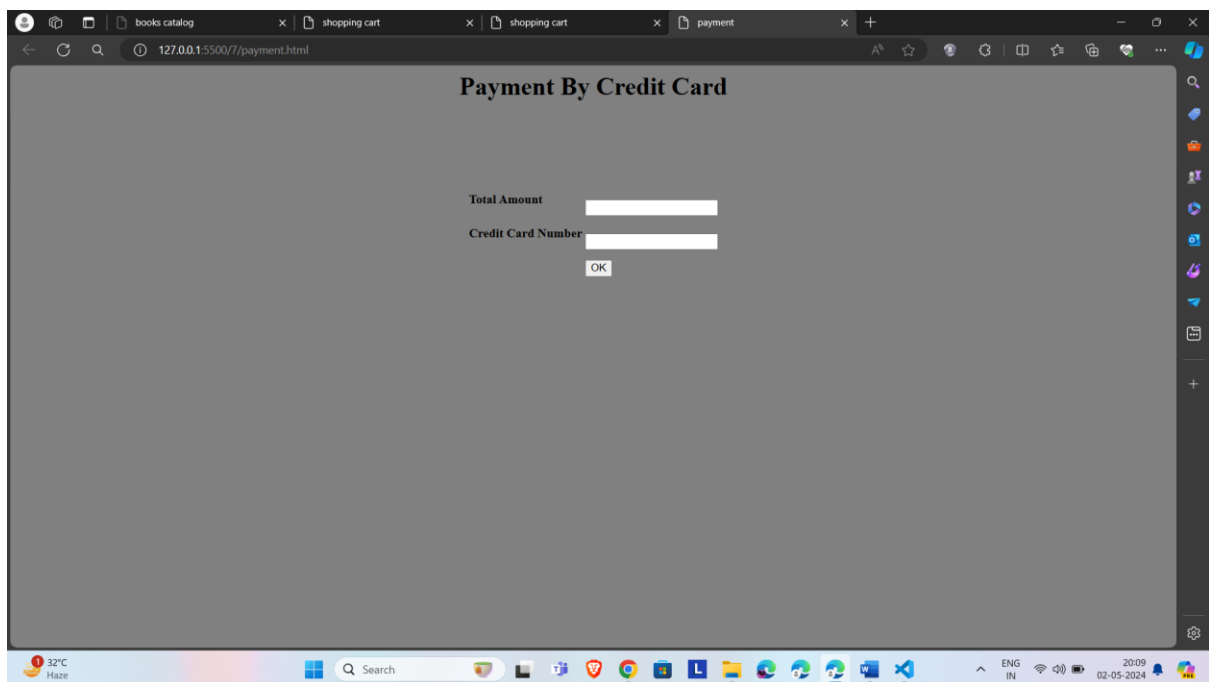 books catalog
shopping cart
shopping cart
payment
127.0.0.1:5500/7/payment.html
Payment By Credit Card
Total Amount
Credit Card Number
OK
1
32°C
Haze
Search
ENG
IN
20:09
02-05-2024